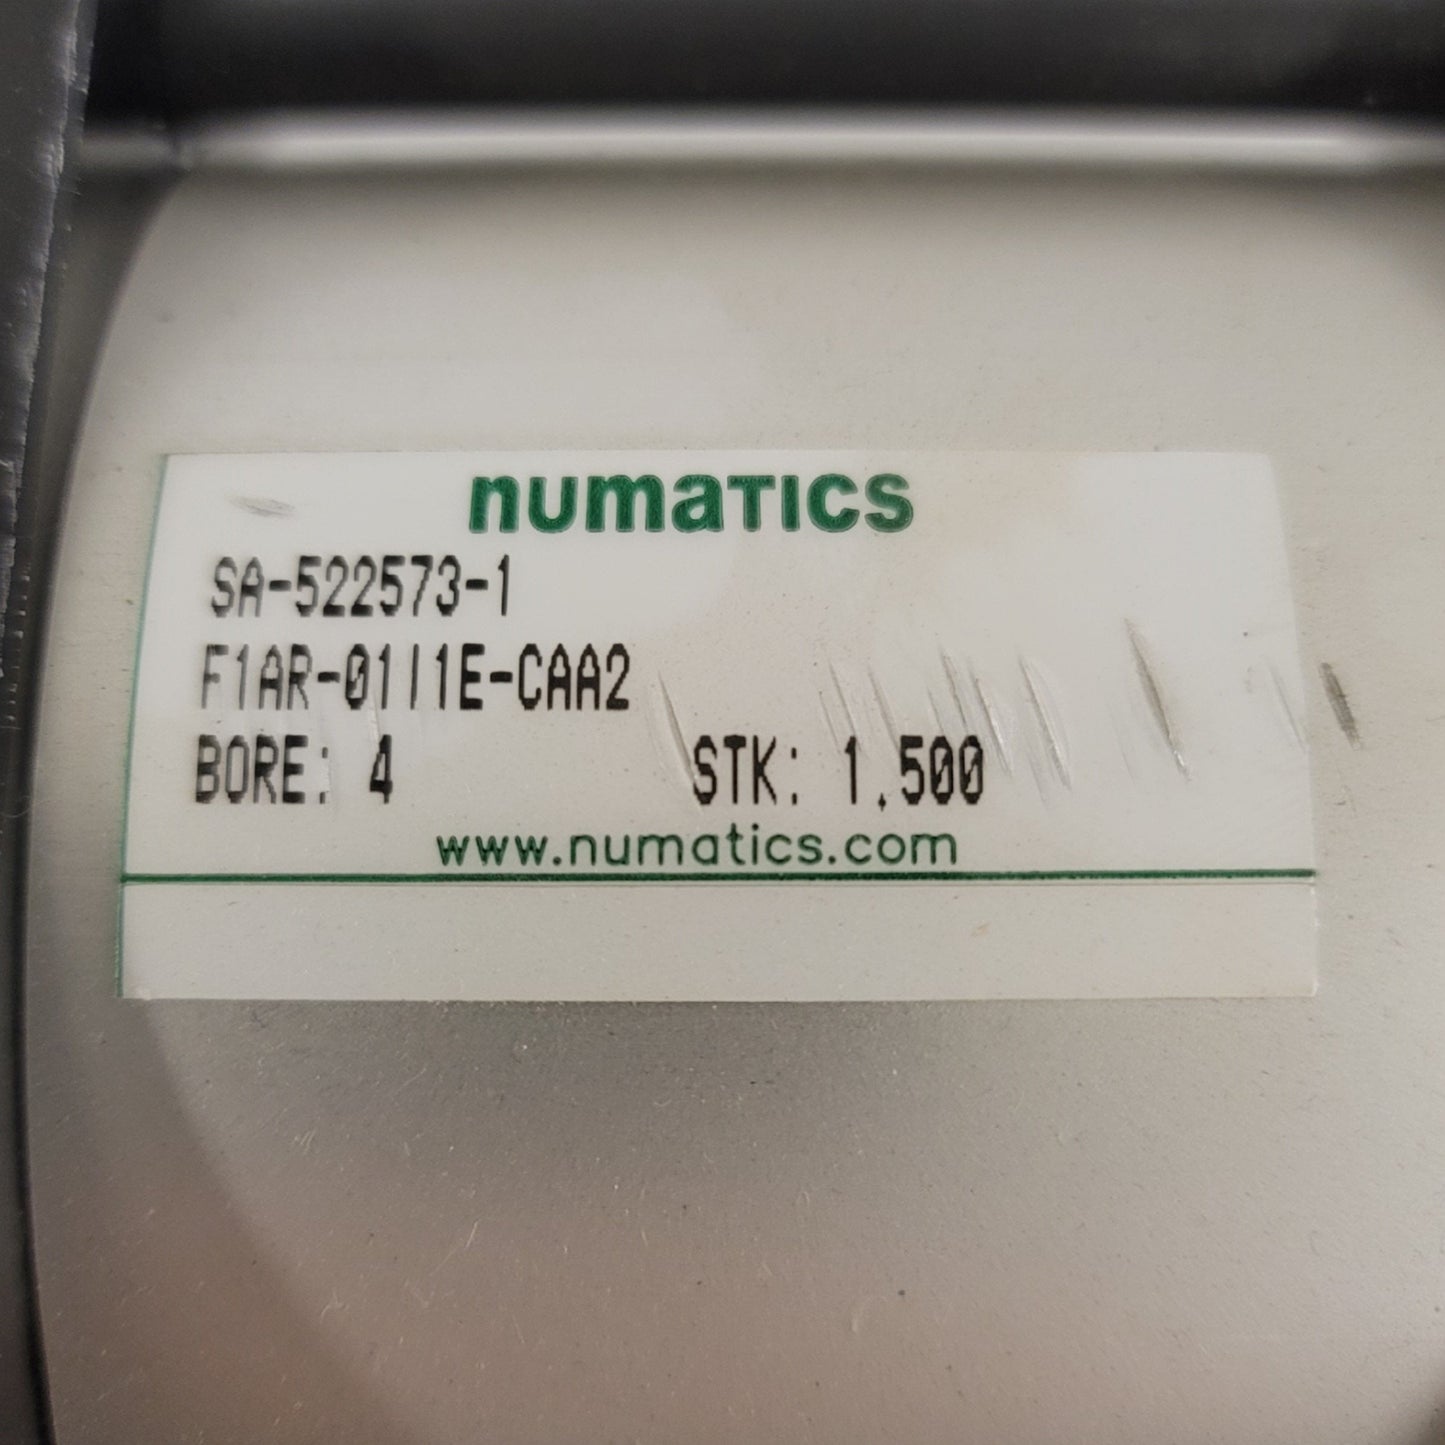 numatics
SA-522573-1
F1AR-01I1E-CAA2
BORE: 4 STK: 1.500
www.numatics.com